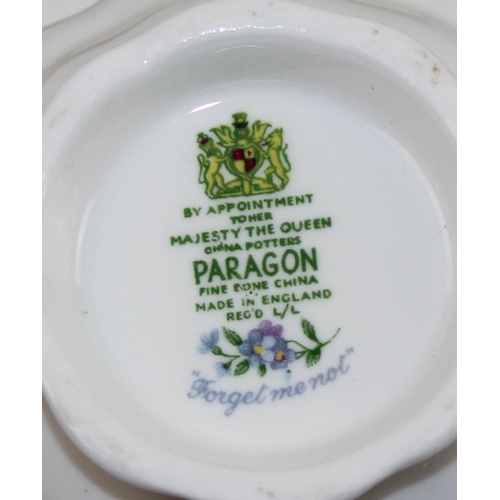 BY APPOINTMENT
TO HER
MAJESTY THE QUEEN
CHINA POTTERS
PARAGON
FINE BONE CHINA
MADE IN ENGLAND
REG'D L/L
"Forget me not"